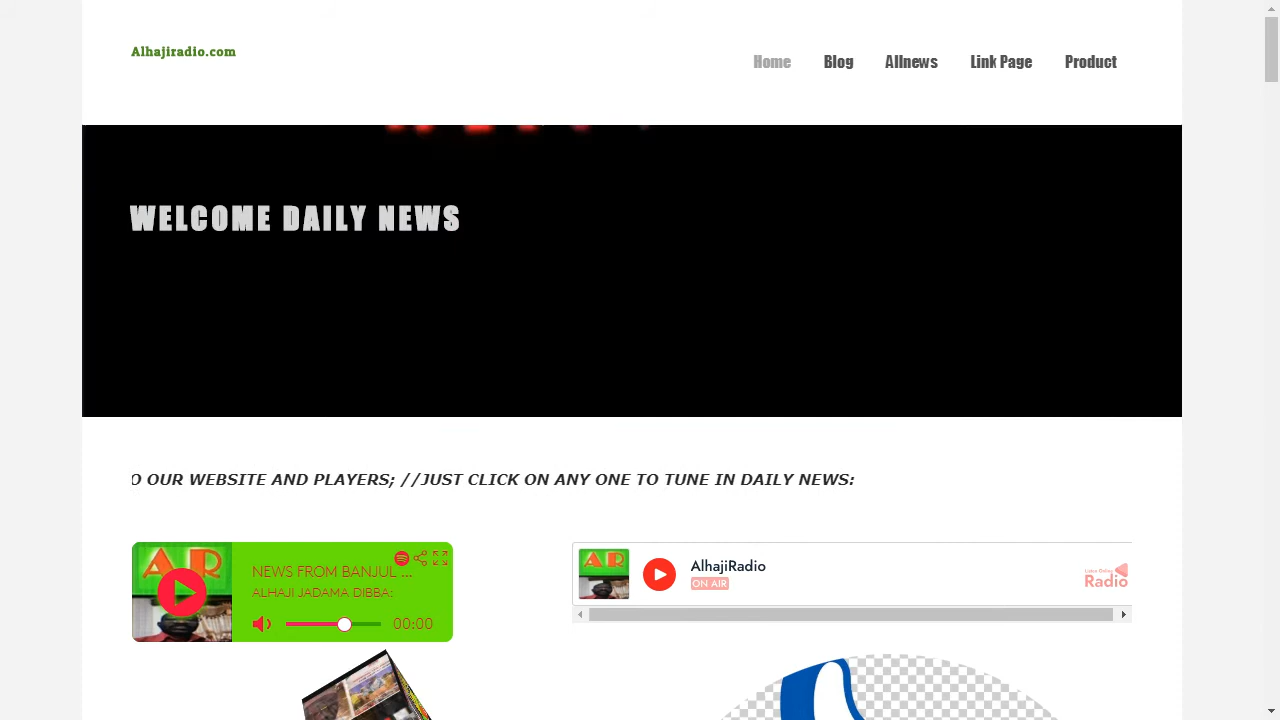 Alhajiradio.com
Home Blog Allnews Link Page Product
WELCOME DAILY NEWS
O OUR WEBSITE AND PLAYERS; //JUST CLICK ON ANY ONE TO TUNE IN DAILY NEWS:
AR
NEWS FROM BANJUL ...
ALHAJI JADAMA DIBBA:
00:00
AR
AlhajiRadio
ON AIR
Listen Online
Radio